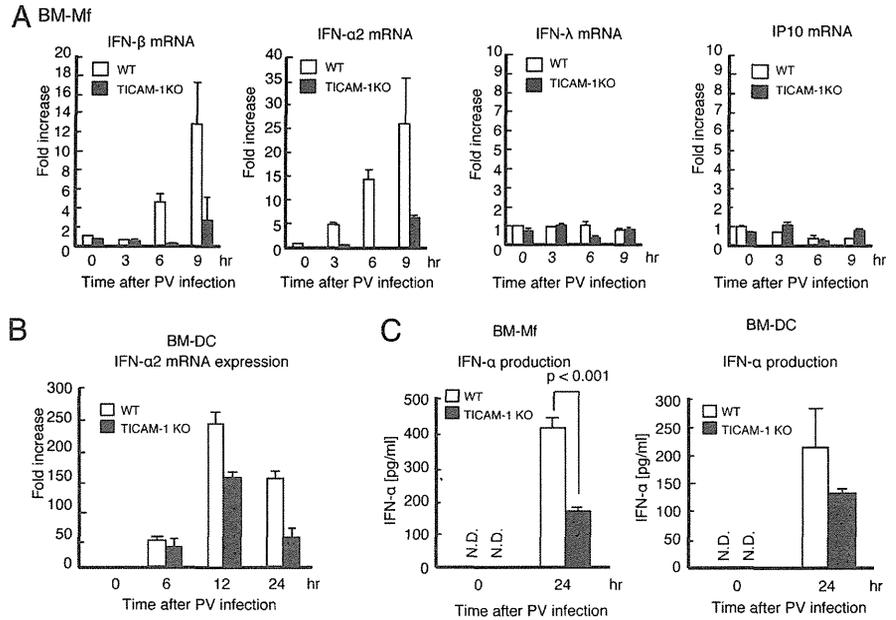 A BM-Mf
IFN-β mRNA
WT
TICAM-1KO
Fold increase
20
18
16
14
12
10
8
6
4
2
0
0 3 6 9 hr
Time after PV infection
IFN-α2 mRNA
WT
TICAM-1KO
Fold increase
40
35
30
25
20
15
10
5
0
0 3 6 9 hr
Time after PV infection
IFN-λ mRNA
WT
TICAM-1KO
Fold increase
10
9
8
7
6
5
4
3
2
1
0
0 3 6 9 hr
Time after PV infection
IP10 mRNA
WT
TICAM-1KO
Fold increase
10
9
8
7
6
5
4
3
2
1
0
0 3 6 9 hr
Time after PV infection
B
BM-DC
IFN-α2 mRNA expression
WT
TICAM-1 KO
Fold increase
300
250
200
150
100
50
0
0 6 12 24 hr
Time after PV infection
C
BM-Mf
IFN-α production
p < 0.001
WT
TICAM-1 KO
IFN-α [pg/ml]
500
400
300
200
100
0
N.D. N.D.
0 24 hr
Time after PV infection
BM-DC
IFN-α production
WT
TICAM-1 KO
IFN-α [pg/ml]
300
250
200
150
100
50
0
N.D. N.D.
0 24 hr
Time after PV infection